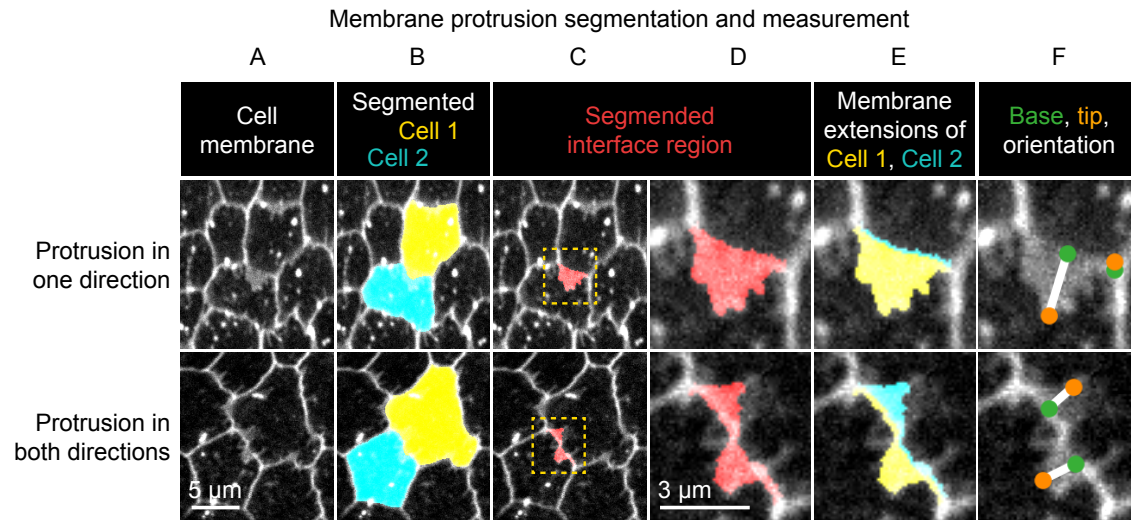 Membrane protrusion segmentation and measurement
A B C D E F
Cell
membrane
Segmented
Cell 1
Cell 2
Segmended
interface region
Membrane
extensions of
Cell 1, Cell 2
Base, tip,
orientation
Protrusion in
one direction
Protrusion in
both directions
5 μm
3 μm